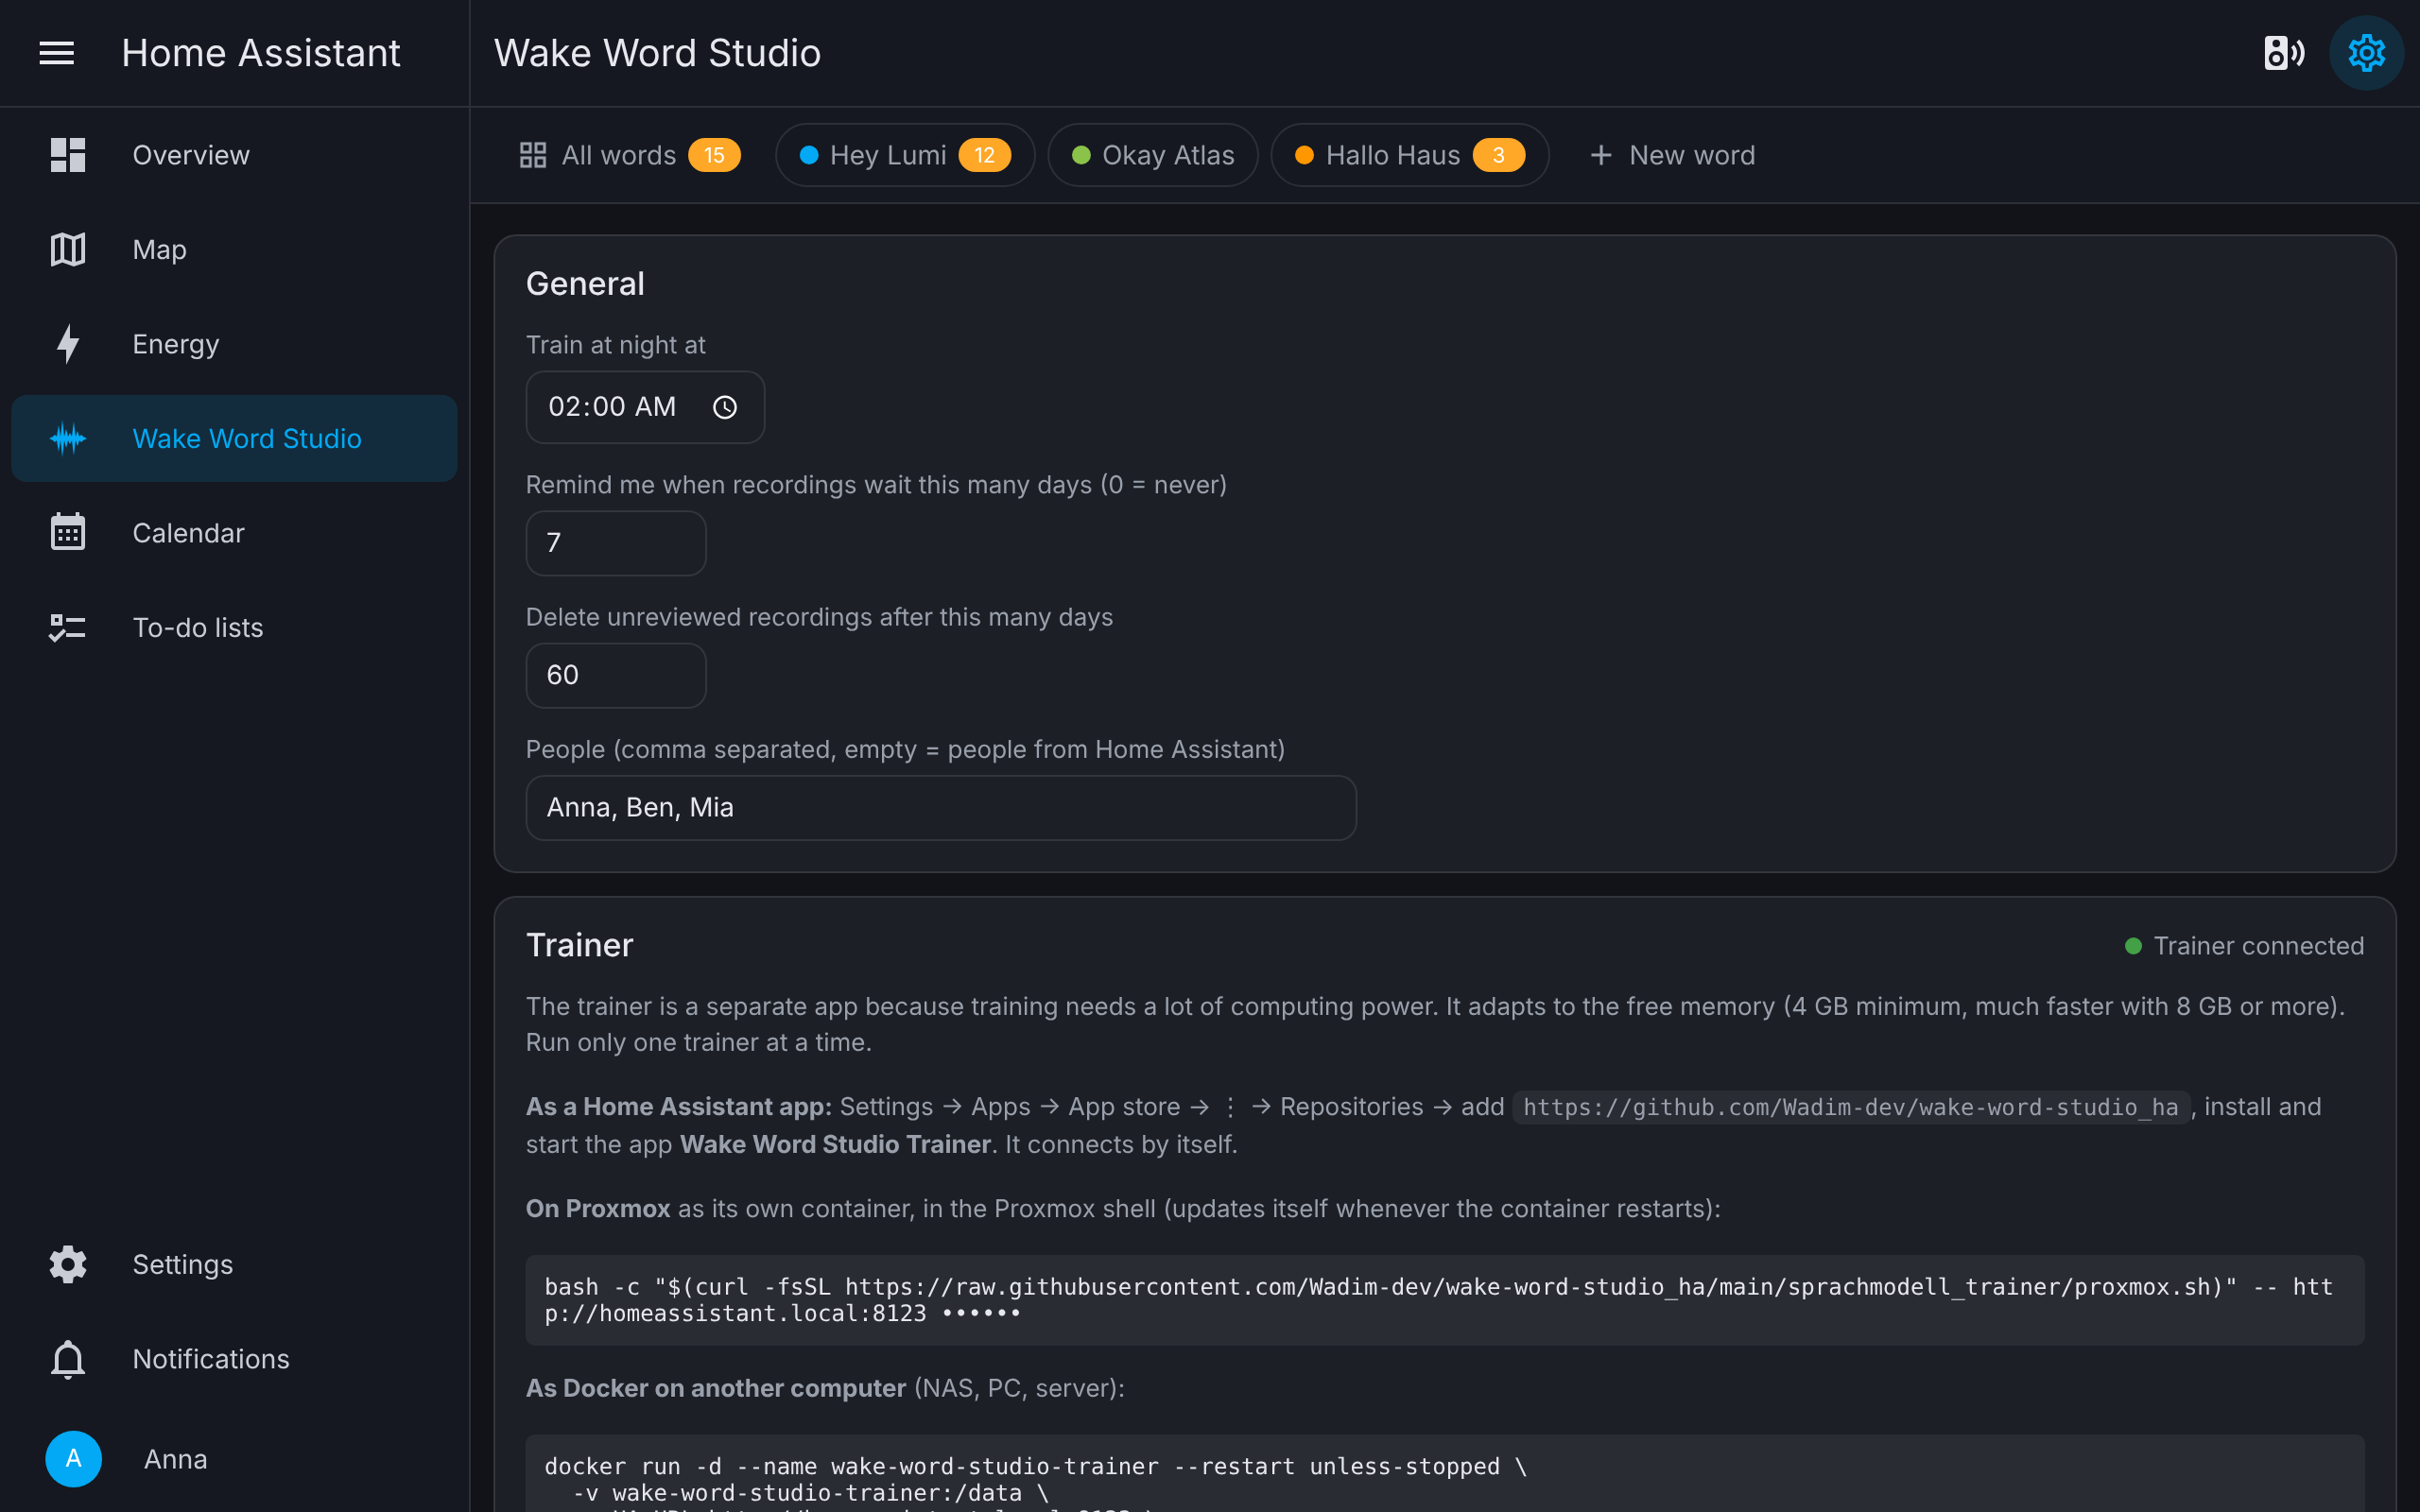 Home Assistant
Wake Word Studio
Overview
Map
Energy
Wake Word Studio
Calendar
To-do lists
Settings
Notifications
A Anna
All words 15
Hey Lumi 12
Okay Atlas
Hallo Haus 3
+ New word
General
Train at night at
02:00 AM
Remind me when recordings wait this many days (0 = never)
7
Delete unreviewed recordings after this many days
60
People (comma separated, empty = people from Home Assistant)
Anna, Ben, Mia
Trainer
Trainer connected
The trainer is a separate app because training needs a lot of computing power. It adapts to the free memory (4 GB minimum, much faster with 8 GB or more).
Run only one trainer at a time.
As a Home Assistant app: Settings → Apps → App store → ⋮ → Repositories → add https://github.com/Wadim-dev/wake-word-studio_ha, install and
start the app Wake Word Studio Trainer. It connects by itself.
On Proxmox as its own container, in the Proxmox shell (updates itself whenever the container restarts):
bash -c "$(curl -fsSL https://raw.githubusercontent.com/Wadim-dev/wake-word-studio_ha/main/sprachmodell_trainer/proxmox.sh)" -- htt
p://homeassistant.local:8123 ••••••
As Docker on another computer (NAS, PC, server):
docker run -d --name wake-word-studio-trainer --restart unless-stopped \
-v wake-word-studio-trainer:/data \